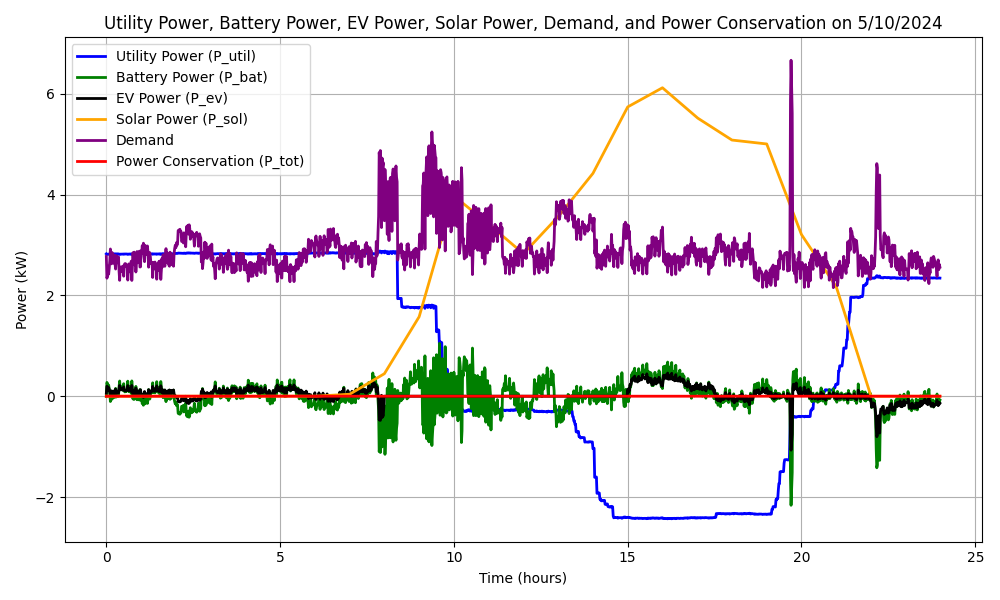 Utility Power, Battery Power, EV Power, Solar Power, Demand, and Power Conservation on 5/10/2024
Utility Power (P_util)
Battery Power (P_bat)
EV Power (P_ev)
Solar Power (P_sol)
Demand
Power Conservation (P_tot)
Power (kW)
6
4
2
0
−2
0
5
10
15
20
25
Time (hours)